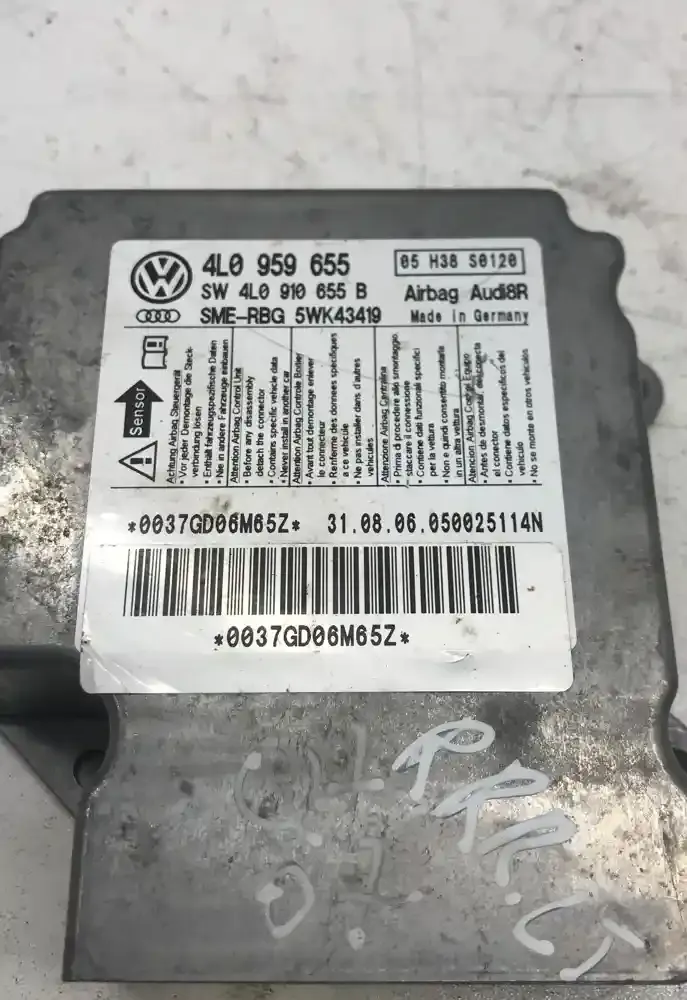 4L0 959 655
05 H38 S0120
SW 4L0 910 655 B
Airbag Audi8R
SME-RBG 5WK43419
Made in Germany
Sensor
Achtung Airbag Steuergerät
• Vor jeder Demontage die Steck-
verbindung lösen
• Enthält fahrzeugspezifische Daten
• Nie in andere Fahrzeuge einbauen
Attention Airbag Control Unit
• Before any disassembly
detach the connector
• Contains specific vehicle data
• Never install in another car
Attention Airbag Controle Boitier
• Avant tout demontage enlever
le connecteur
• Renferme des données spécifiques
a ce véhicule
• Ne pas installer dans d'autres
véhicules
Attenzione Airbag Centralina
• Prima di procedere allo smontaggio,
staccare il connessione
• Contiene dati funzionali specifici
per la vettura
• Non e quindi consentito montarla
in un altra vettura
Atencion Airbag Equipo
• Antes de desmontar,
el conector
• Contiene datos especificos del
vehiculo
• No se monte en otros vehiculos
*0037GD06M65Z* 31.08.06.050025114N
*0037GD06M65Z*